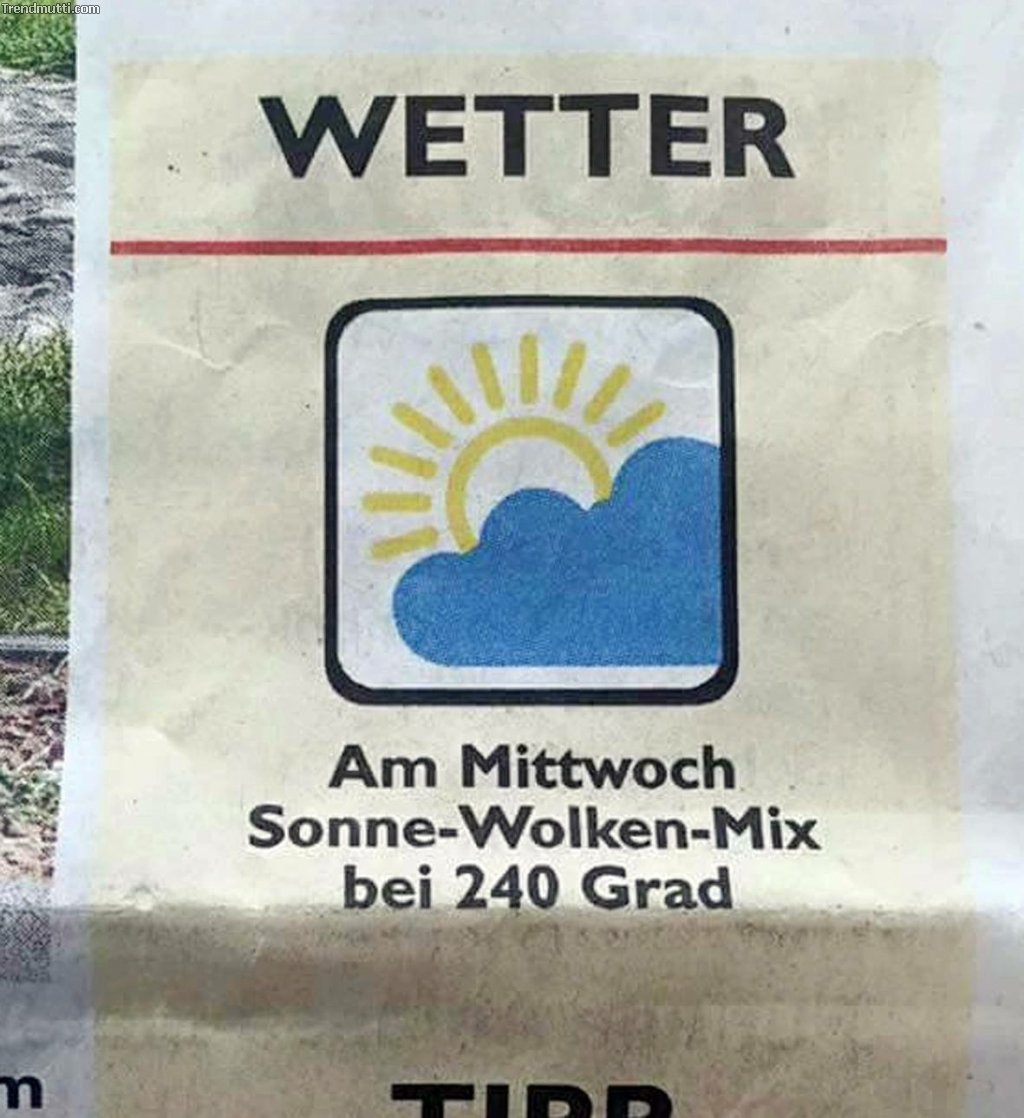 Trendmutti.com
WETTER
Am Mittwoch
Sonne-Wolken-Mix
bei 240 Grad
m